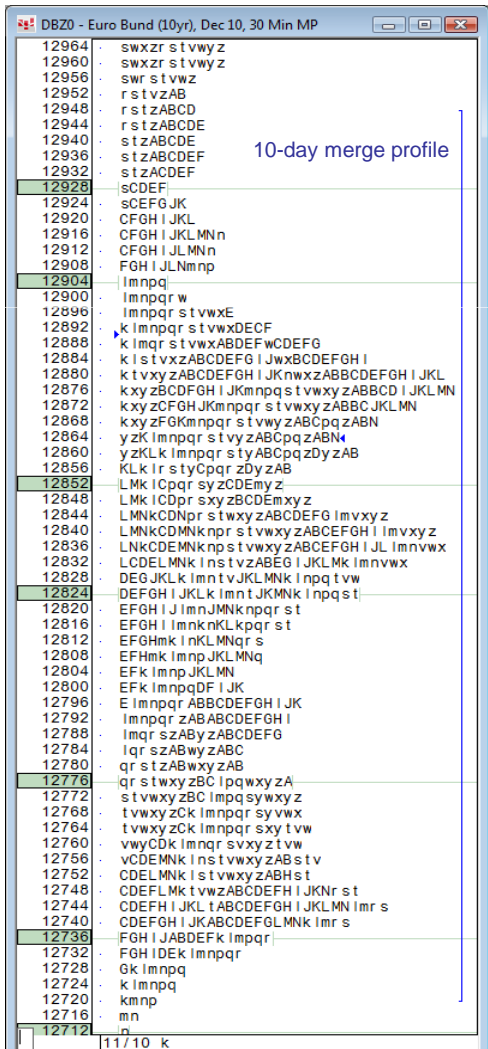 DBZ0 - Euro Bund (10yr), Dec 10, 30 Min MP
12964 swxzrstvwyz
12960 swxzrstvwyz
12956 swrstvwz
12952 rstvzAB
12948 rstzABCD
12944 rstzABCDE
12940 stzABCDE
10-day merge profile
12936 stzABCDEF
12932 stzACDEF
12928 sCDEF
12924 sCEFGJK
12920 CFGHIJKL
12916 CFGHIJKLMNn
12912 CFGHIJLMNn
12908 FGHIJLNmnp
12904 lmnpq
12900 lmnpqrw
12896 lmnpqrstvwxE
12892 klmnpqrstvwxDECF
12888 klmqrstvwxABDEFwCDEFG
12884 klstvxzABCDEFGIJwxBCDEFGHI
12880 ktvxyzABCDEFGHIJKnwxzABBCDEFGHIJKL
12876 kxyzBCDFGHIJKmnpqstvwxyzABBCDIJKLMN
12872 kxyzCFGHJKmnpqrstvwxyzABBCJKLMN
12868 kxyzFGKmnpqrstvwyzABCpqzABN
12864 yzKlmnpqrstvyzABCpqzABN
12860 yzKLklmnpqrstyABCpqzDyzAB
12856 KLklrstyCpqrzDyzAB
12852 LMklCpqrsyzCDEmyz
12848 LMklCDprsxyzBCDEmxyz
12844 LMNkCDNprstwxyzABCDEFGlmvxyz
12840 LMNkCDMNknprstvwxyzABCEFGHIlmvxyz
12836 LNkCDEMNknpstvwxyzABCEFGHIJLlmnvwx
12832 LCDELMNklnstvzABEGIJKLMklmnvwx
12828 DEGJKLklmntvJKLMNklnpqtvw
12824 DEFGHIJKLklmntJKMNklnpqst
12820 EFGHIJlmnJMNknpqrst
12816 EFGHIlmnknKLkpqrst
12812 EFGHmklnKLMNqrs
12808 EFHmklmnpJKLMNq
12804 EFklmnpJKLMN
12800 EFklmnpqDFIJK
12796 ElmnpqrABBCDEFGHIJK
12792 lmnpqrzABABCDEFGHI
12788 lmqrszAByzABCDEFG
12784 lqrszABwyzABC
12780 qrstzABwxyzAB
12776 qrstwxyzBClpqwxyzA
12772 stvwxyzBClmpqsywxyz
12768 tvwxyzCklmnpqrsyvwx
12764 tvwxyzCklmnpqrsxytvw
12760 vwyCDklmnqrsvxyztvw
12756 vCDEMNklnstvwxyzABstv
12752 CDELMNklstvwxyzABHst
12748 CDEFLMktvwzABCDEFHIJKNrst
12744 CDEFHIJKLtABCDEFGHIJKLMNlmrs
12740 CDEFGHIJKABCDEFGLMNklmrs
12736 FGHIJABDEFklmpqr
12732 FGHIDEklmnpqr
12728 Gklmnpq
12724 klmnpq
12720 kmnp
12716 mn
12712 n
11/10 k